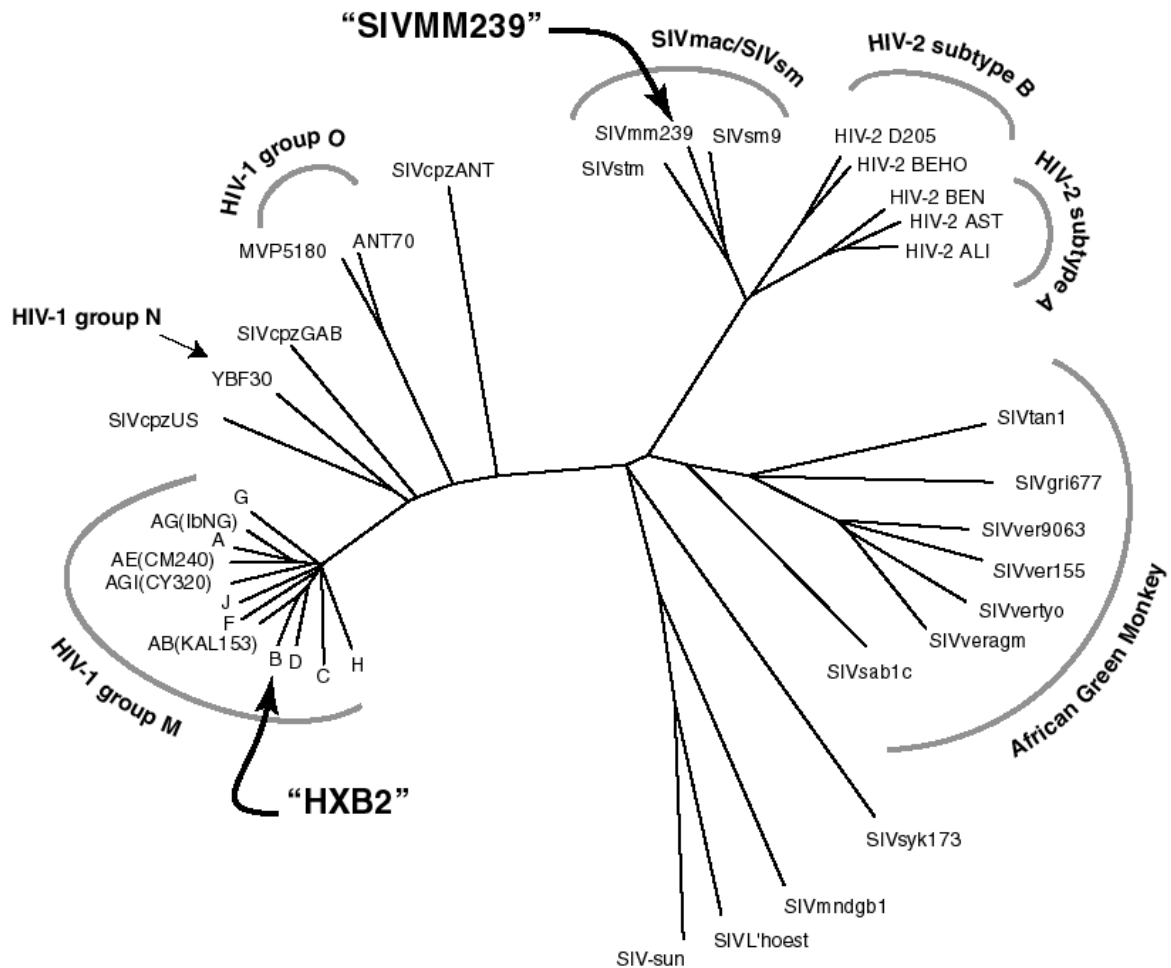 “SIVMM239”
SIVmac/SIVsm
HIV-2 subtype B
SIVmm239
SIVsm9
HIV-2 D205
HIV-1 group O
SIVcpzANT
SIVstm
HIV-2 BEHO
HIV-2 subtype A
HIV-2 BEN
HIV-2 AST
MVP5180
ANT70
HIV-2 ALI
HIV-1 group N
SIVcpzGAB
YBF30
SIVcpzUS
SIVtan1
SIVgri677
G
AG(IbNG)
A
AE(CM240)
AGI(CY320)
J
F
AB(KAL153)
B
D
C
H
HIV-1 group M
SIVver9063
SIVver155
SIVvertyo
SIVveragm
SIVsab1c
African Green Monkey
“HXB2”
SIVsyk173
SIVmndgb1
SIVL'hoest
SIV-sun